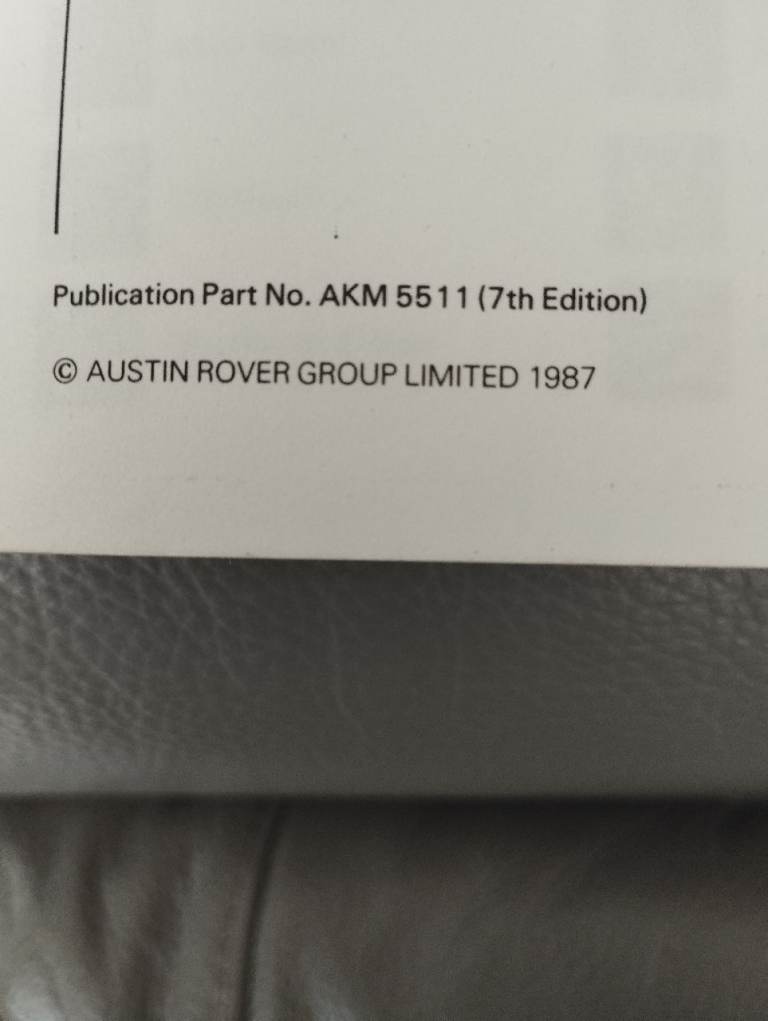 Publication Part No. AKM 5511 (7th Edition)
© AUSTIN ROVER GROUP LIMITED 1987